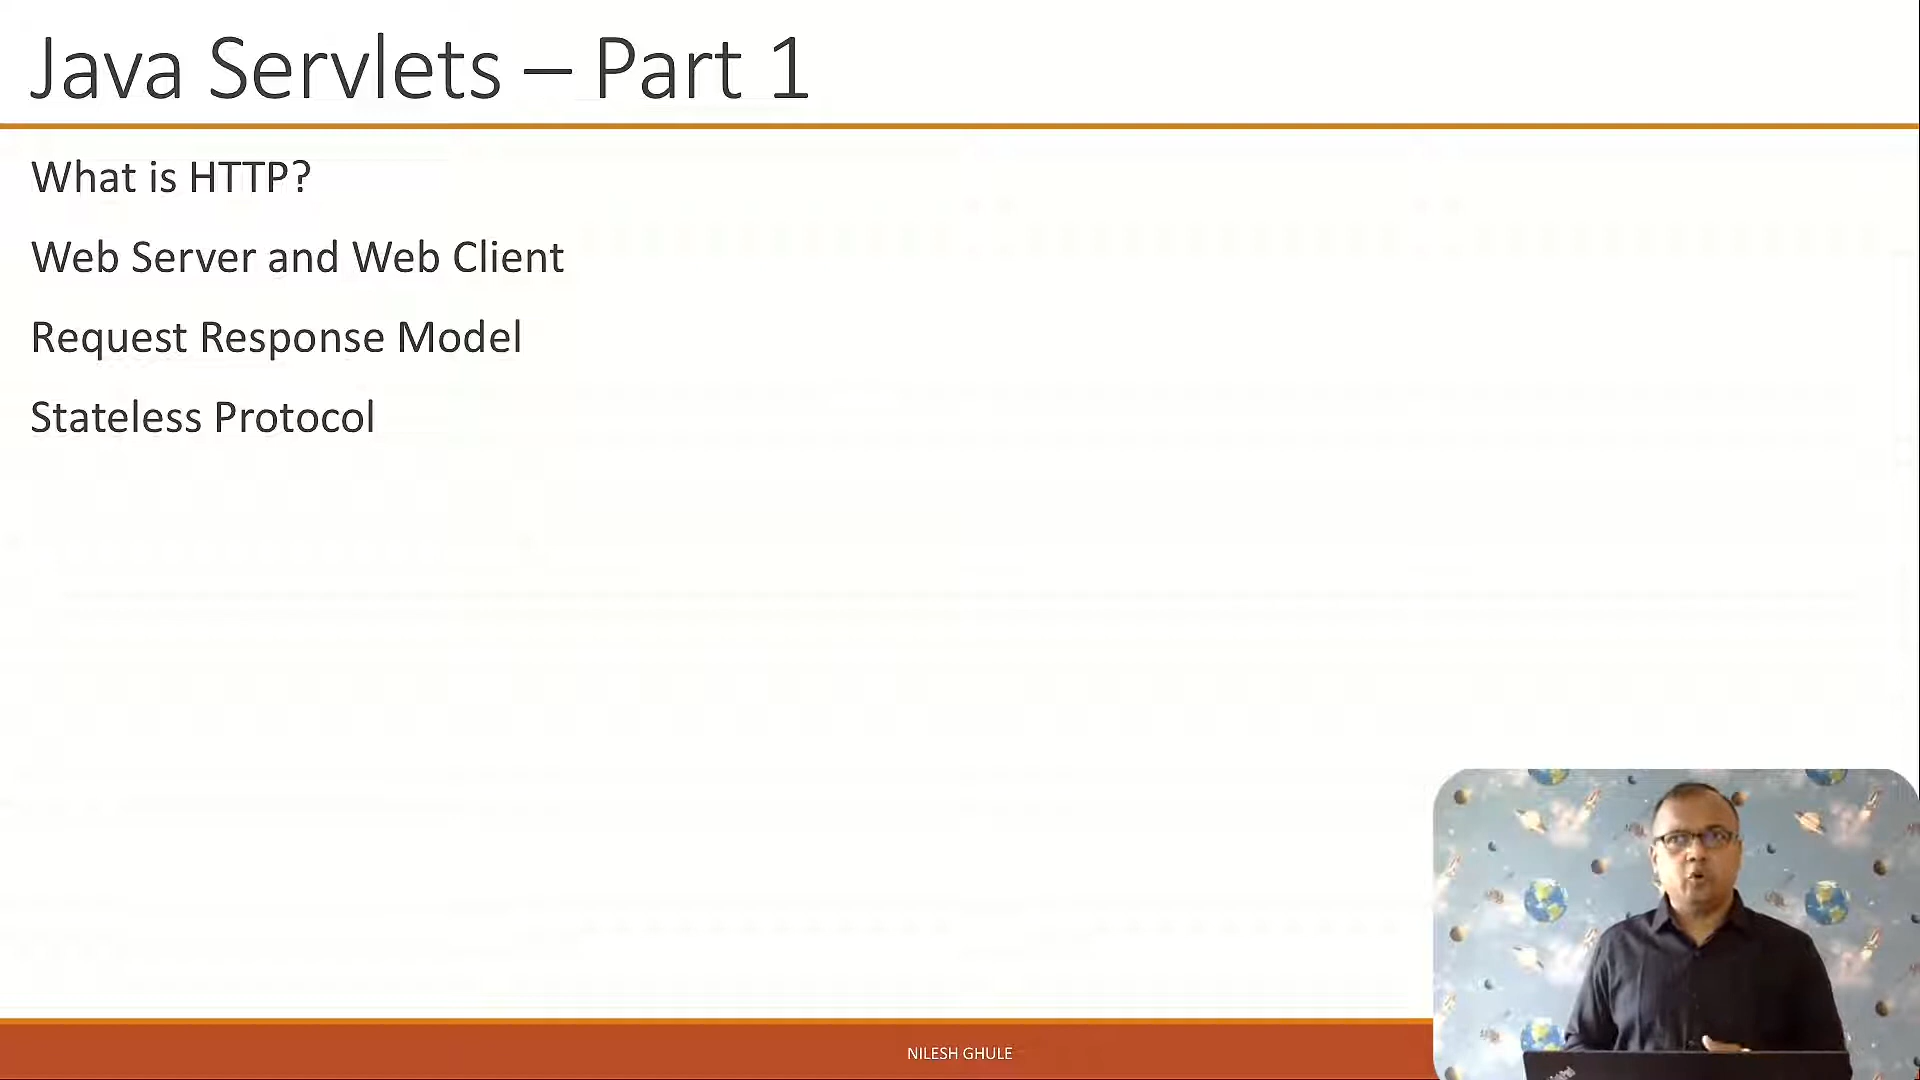 Java Servlets – Part 1
What is HTTP?
Web Server and Web Client
Request Response Model
Stateless Protocol
NILESH GHULE